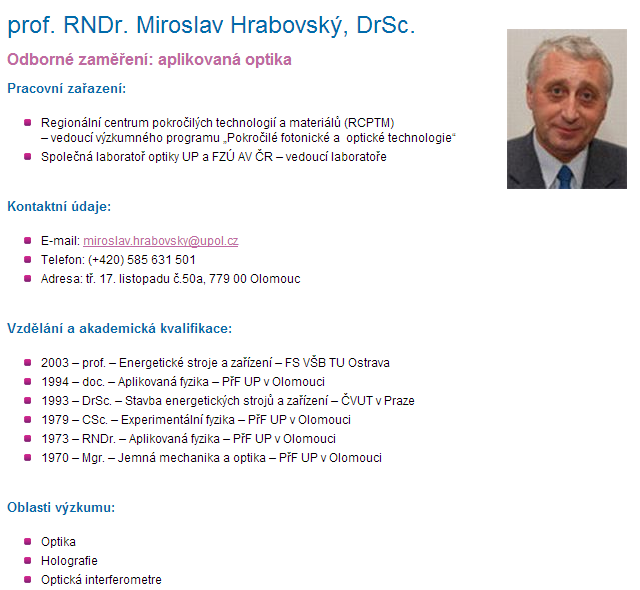 prof. RNDr. Miroslav Hrabovský, DrSc.
Odborné zaměření: aplikovaná optika
Pracovní zařazení:
Regionální centrum pokročilých technologií a materiálů (RCPTM)
– vedoucí výzkumného programu „Pokročilé fotonické a optické technologie“
Společná laboratoř optiky UP a FZÚ AV ČR – vedoucí laboratoře
Kontaktní údaje:
E-mail: miroslav.hrabovsky@upol.cz
Telefon: (+420) 585 631 501
Adresa: tř. 17. listopadu č.50a, 779 00 Olomouc
Vzdělání a akademická kvalifikace:
2003 – prof. – Energetické stroje a zařízení – FS VŠB TU Ostrava
1994 – doc. – Aplikovaná fyzika – PřF UP v Olomouci
1993 – DrSc. – Stavba energetických strojů a zařízení – ČVUT v Praze
1979 – CSc. – Experimentální fyzika – PřF UP v Olomouci
1973 – RNDr. – Aplikovaná fyzika – PřF UP v Olomouci
1970 – Mgr. – Jemná mechanika a optika – PřF UP v Olomouci
Oblasti výzkumu:
Optika
Holografie
Optická interferometre